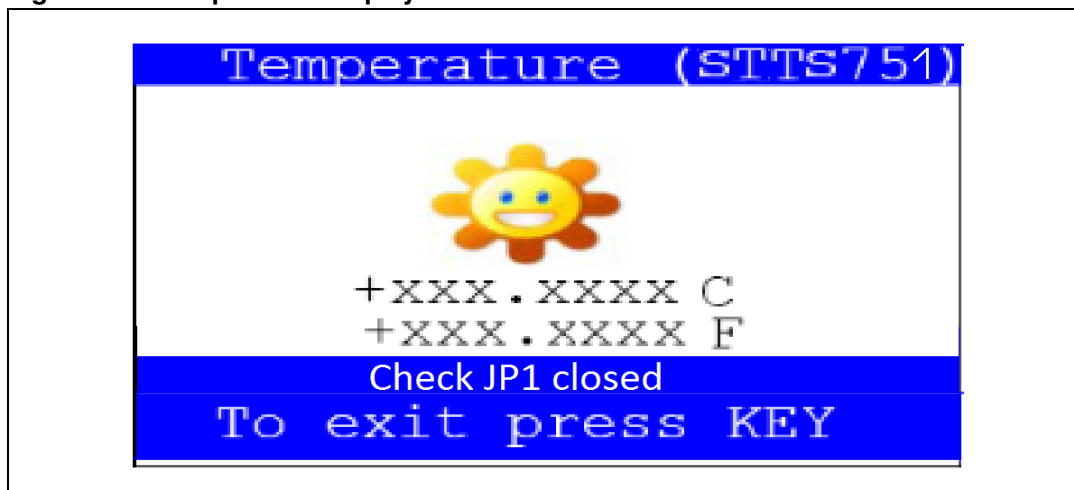 Temperature (STTS751)
+xxx.xxxx C
+xxx.xxxx F
Check JP1 closed
To exit press KEY